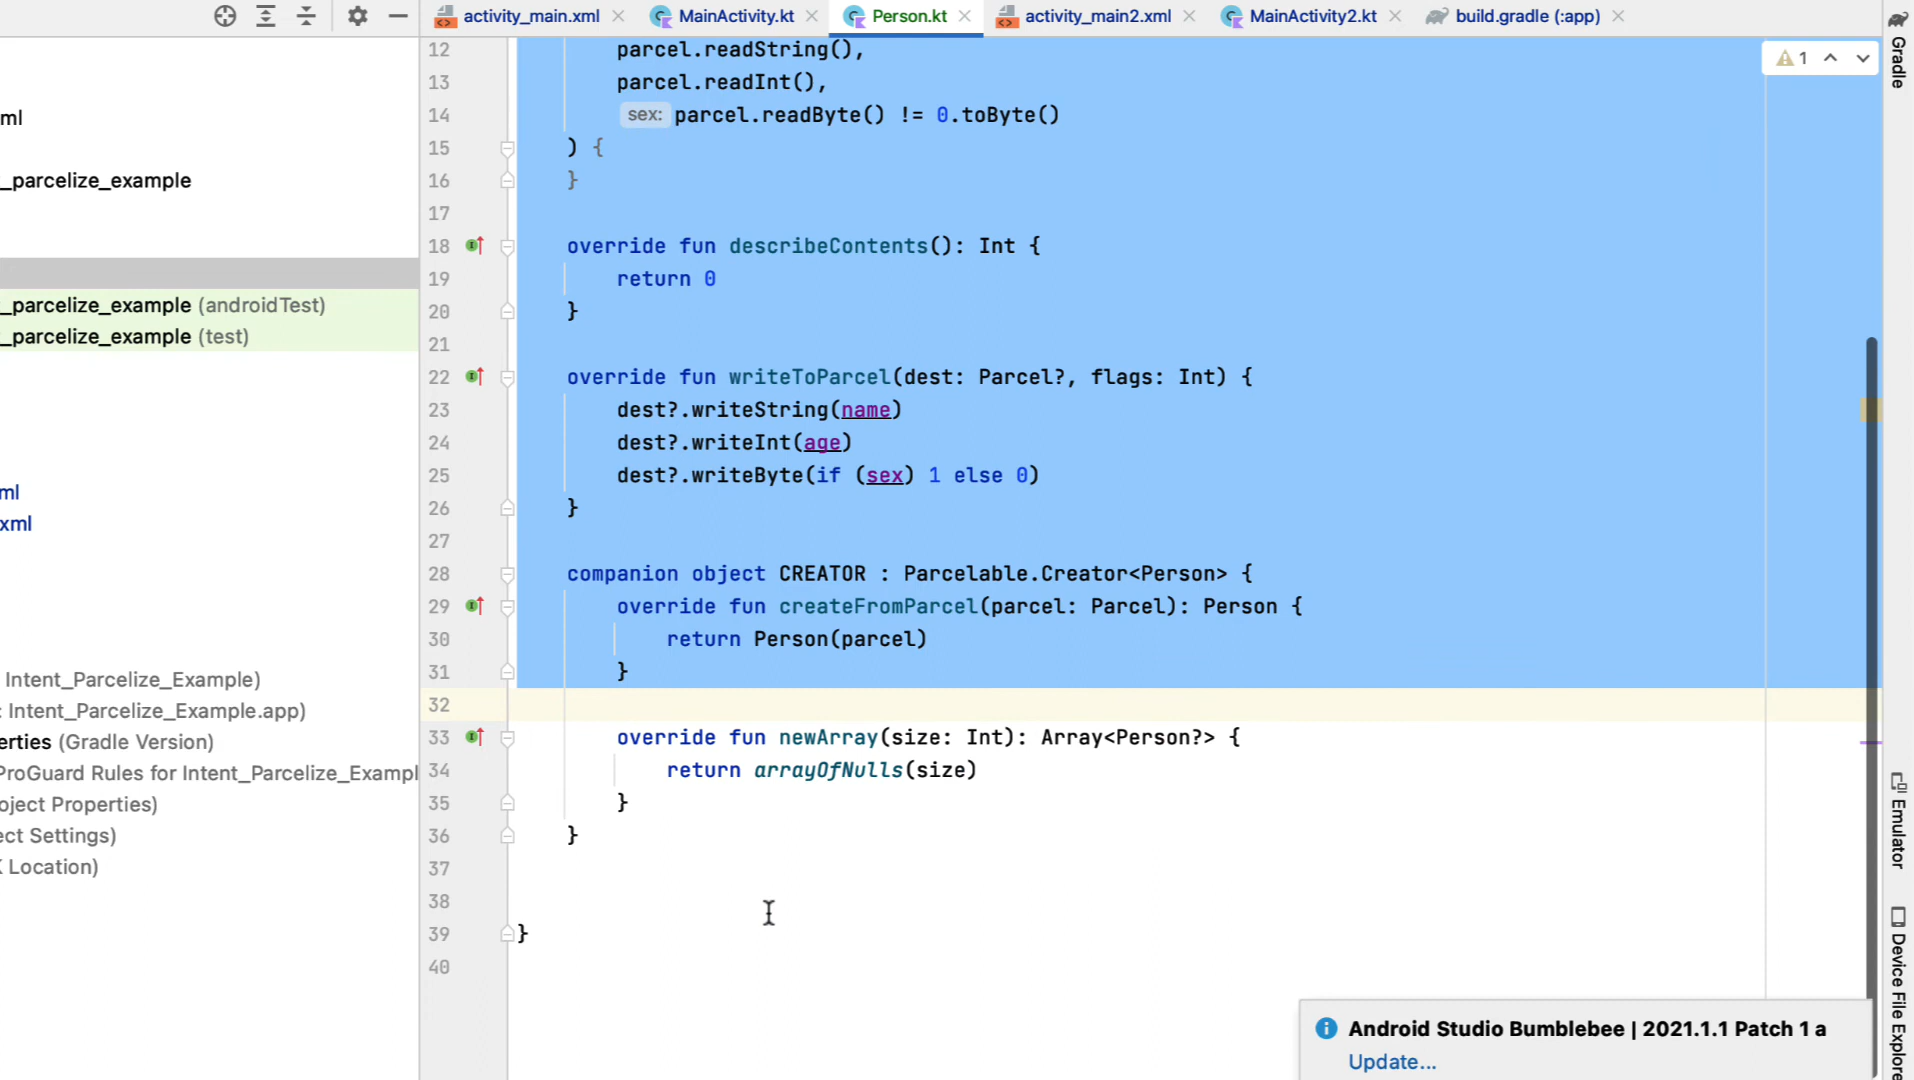 activity_main.xml MainActivity.kt Person.kt activity_main2.xml MainActivity2.kt build.gradle (:app)
ml
_parcelize_example
_parcelize_example (androidTest)
_parcelize_example (test)
ml
xml
Intent_Parcelize_Example)
: Intent_Parcelize_Example.app)
erties (Gradle Version)
ProGuard Rules for Intent_Parcelize_Exampl
oject Properties)
ect Settings)
K Location)
12 parcel.readString(),
13 parcel.readInt(),
14 sex: parcel.readByte() != 0.toByte()
15 ) {
16 }
17
18 override fun describeContents(): Int {
19 return 0
20 }
21
22 override fun writeToParcel(dest: Parcel?, flags: Int) {
23 dest?.writeString(name)
24 dest?.writeInt(age)
25 dest?.writeByte(if (sex) 1 else 0)
26 }
27
28 companion object CREATOR : Parcelable.Creator<Person> {
29 override fun createFromParcel(parcel: Parcel): Person {
30 return Person(parcel)
31 }
32
33 override fun newArray(size: Int): Array<Person?> {
34 return arrayOfNulls(size)
35 }
36 }
37
38
39 }
40
1
Gradle
Emulator
Device File Explore
Android Studio Bumblebee | 2021.1.1 Patch 1 a
Update...